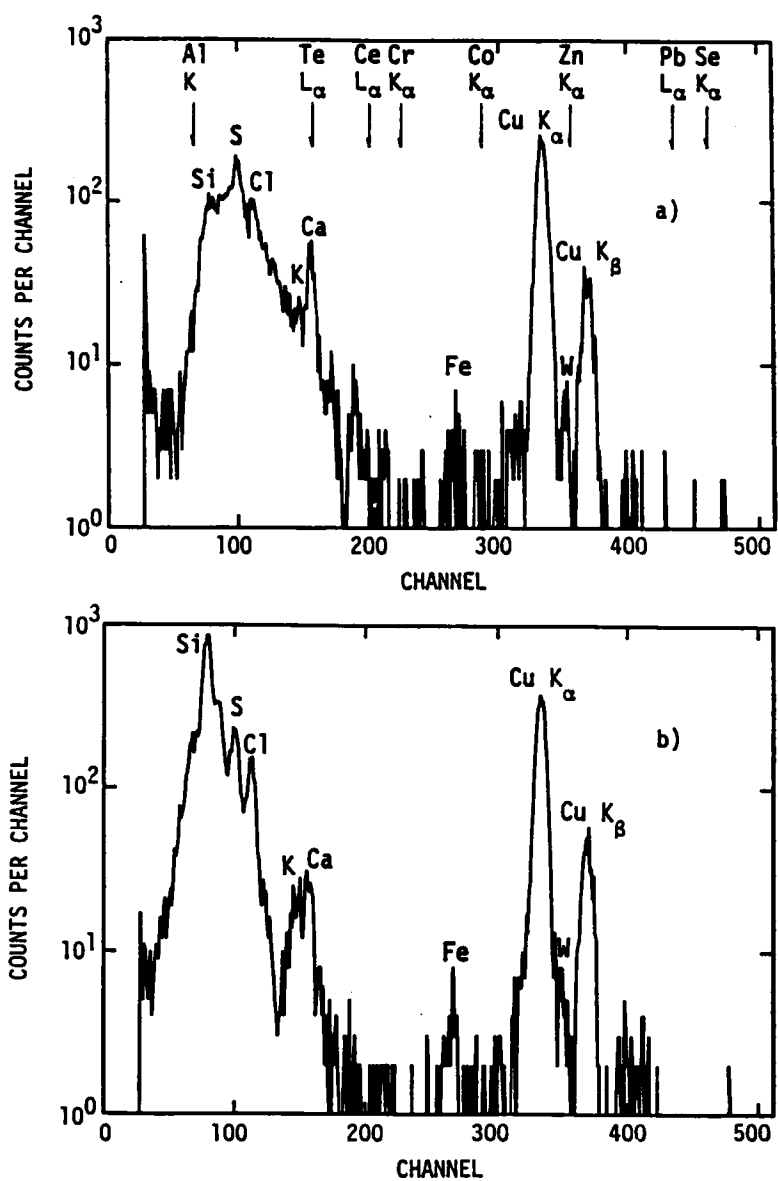 10³
Al Te Ce Cr Co Zn Pb Se
K Lα Lα Kα Kα Kα Lα Kα
Cu Kα
S
Si Cl
10²
a)
Ca
Cu Kβ
K
COUNTS PER CHANNEL
10¹
Fe W
10⁰
0 100 200 300 400 500
CHANNEL
10³
Si
Cu Kα
S
Cl
b)
10²
Cu Kβ
K Ca
COUNTS PER CHANNEL
10¹
Fe W
10⁰
0 100 200 300 400 500
CHANNEL